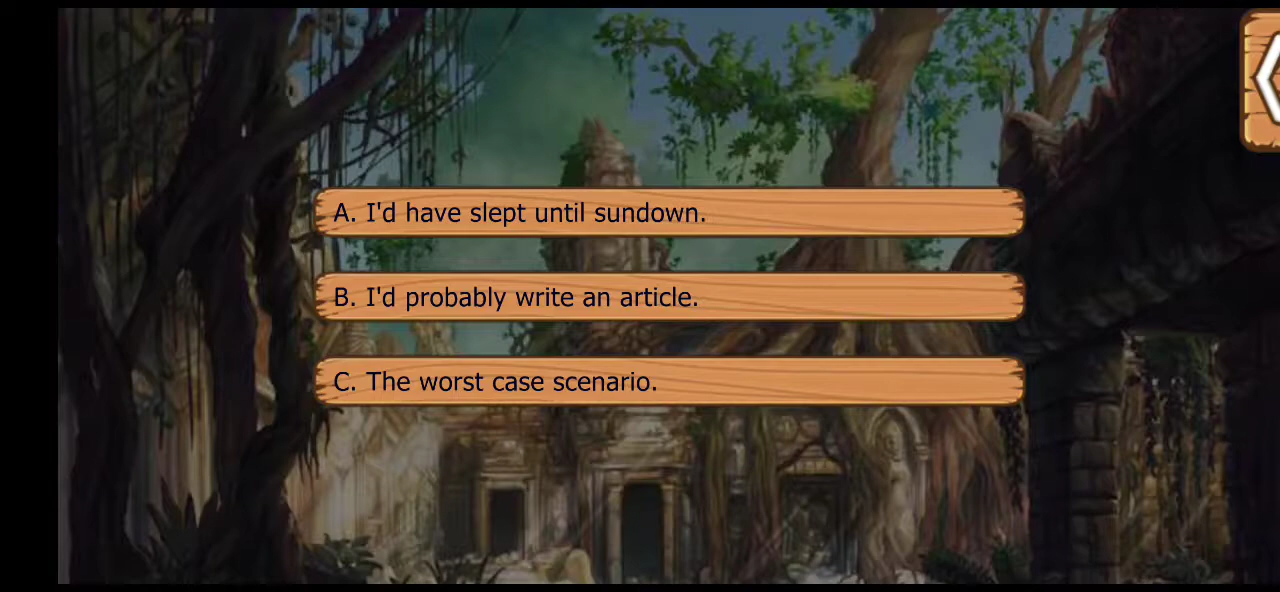 A. I'd have slept until sundown.
B. I'd probably write an article.
C. The worst case scenario.